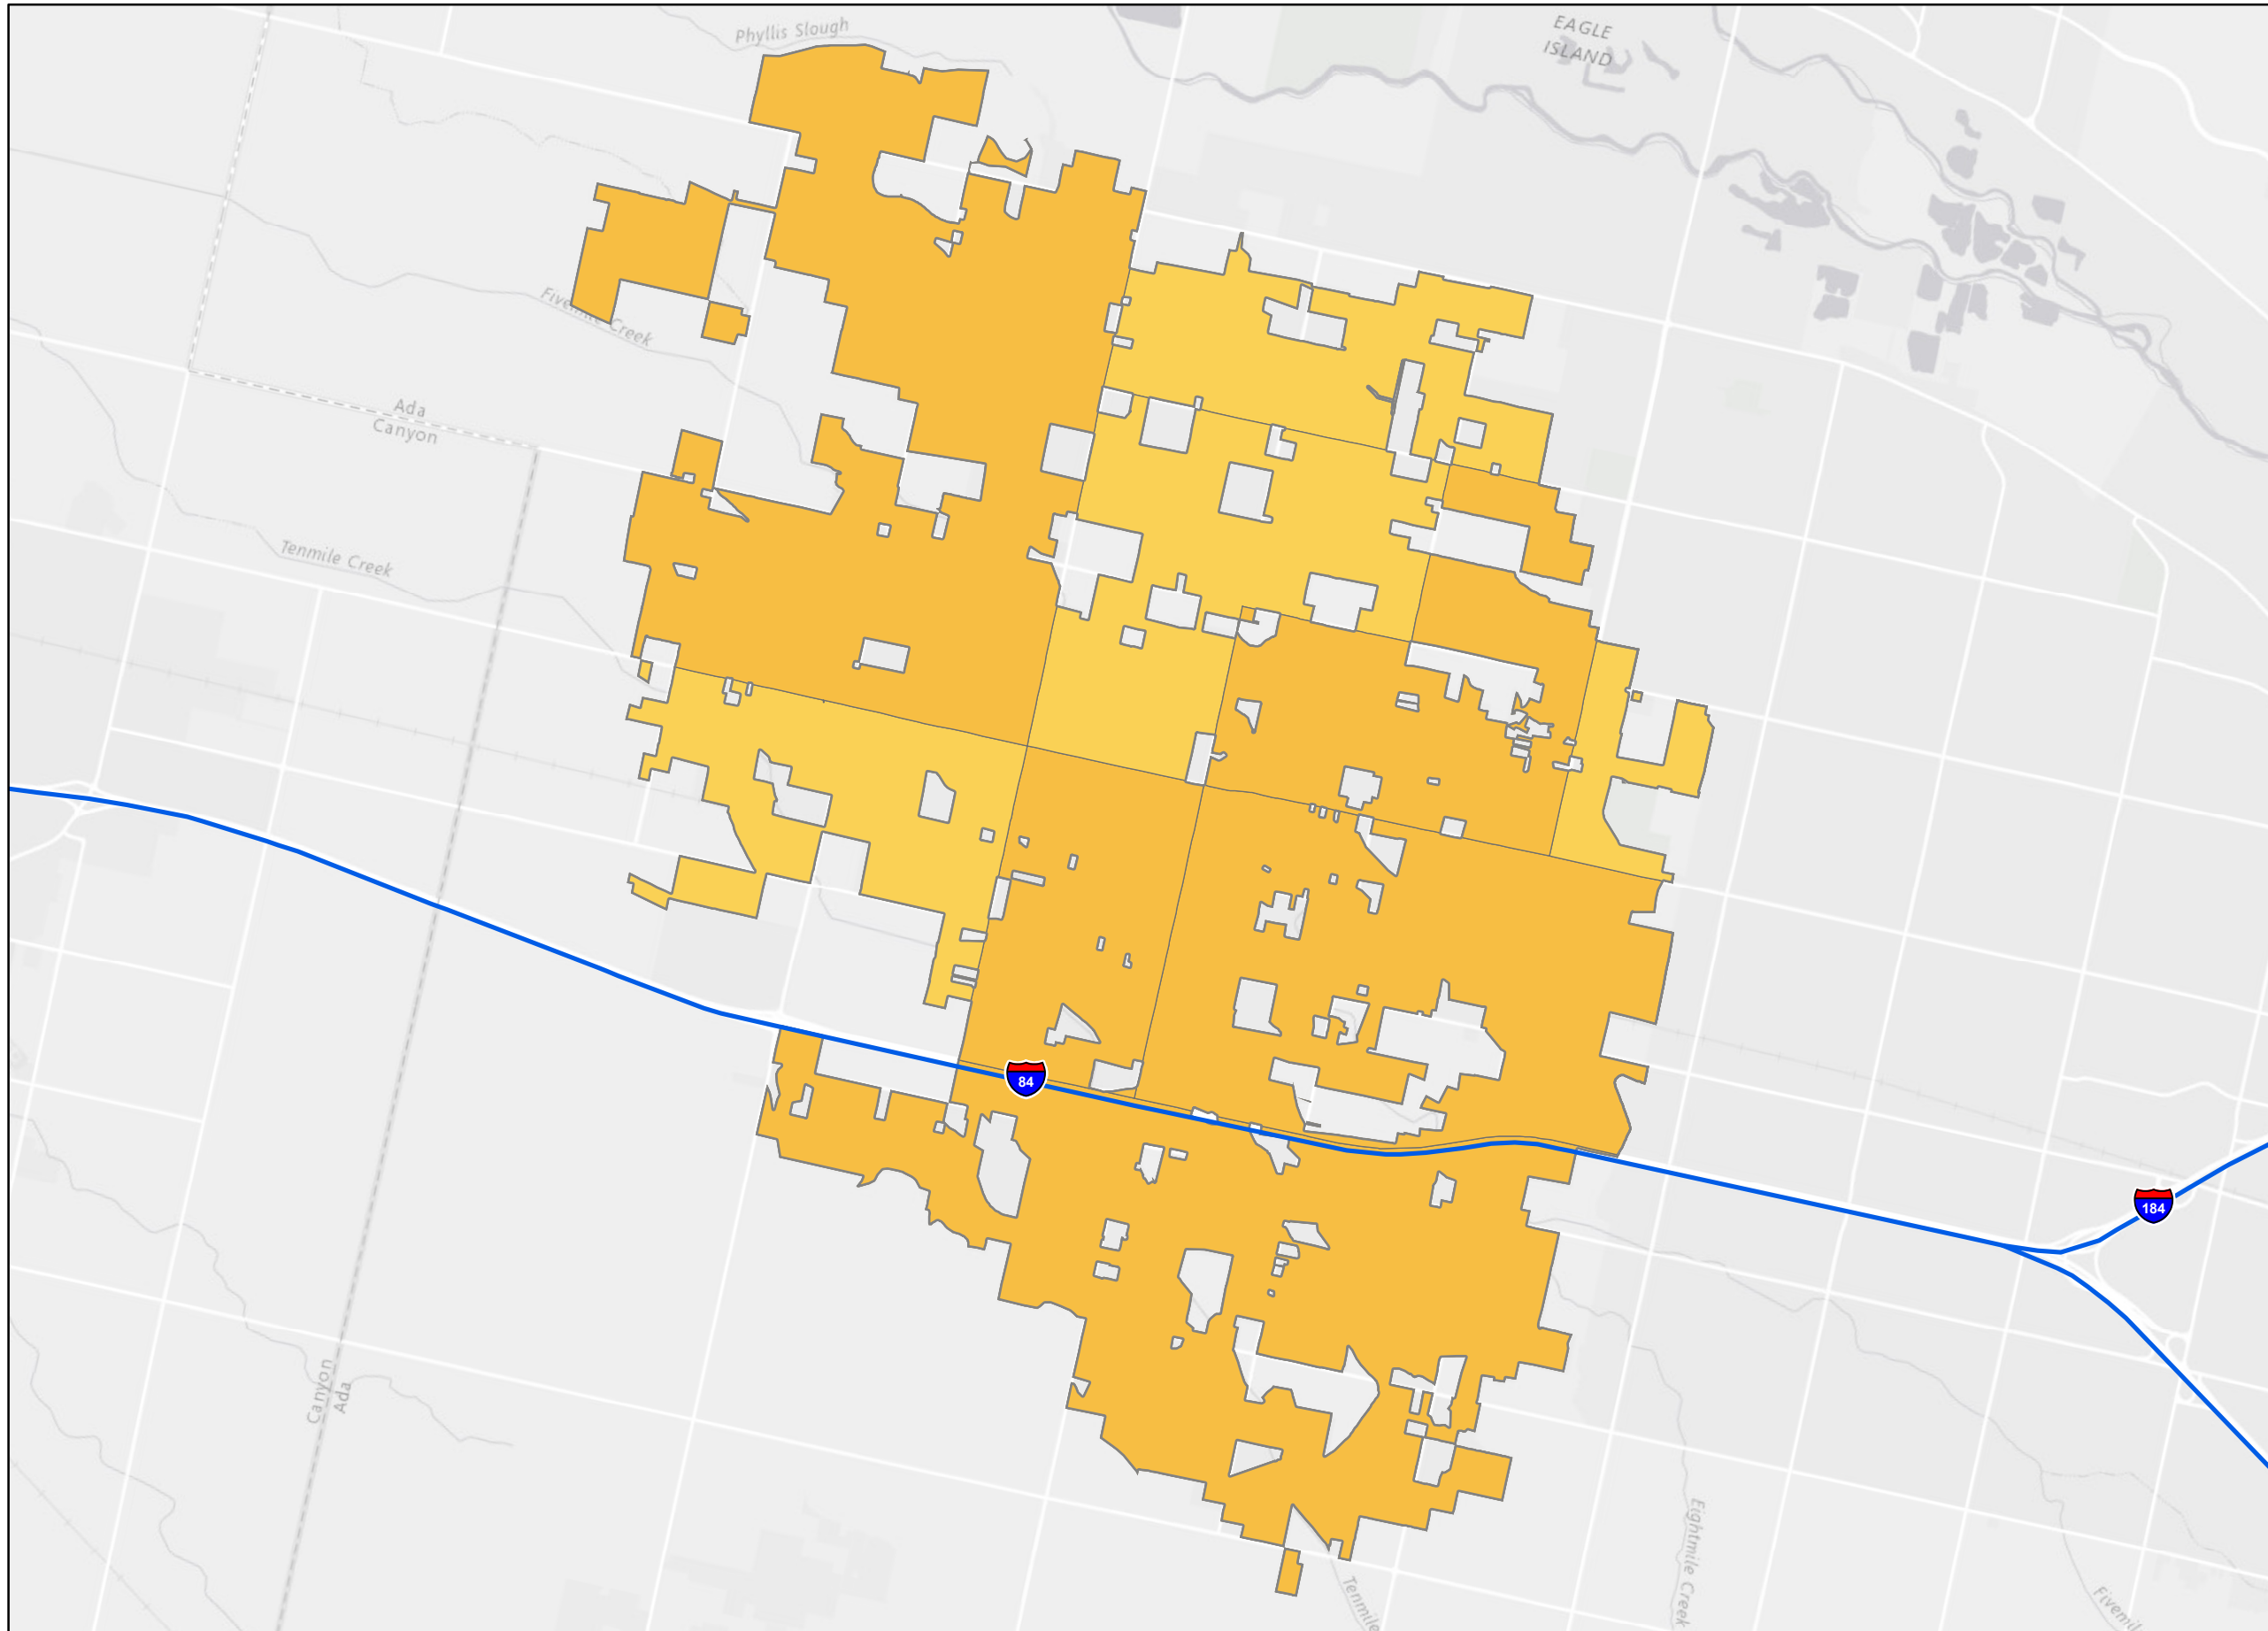 Phyllis Slough
EAGLE
ISLAND
Fivemile Creek
Ada
Canyon
Tenmile Creek
84
184
Canyon
Ada
Eightmile Creek
Tenmile
Fivemil